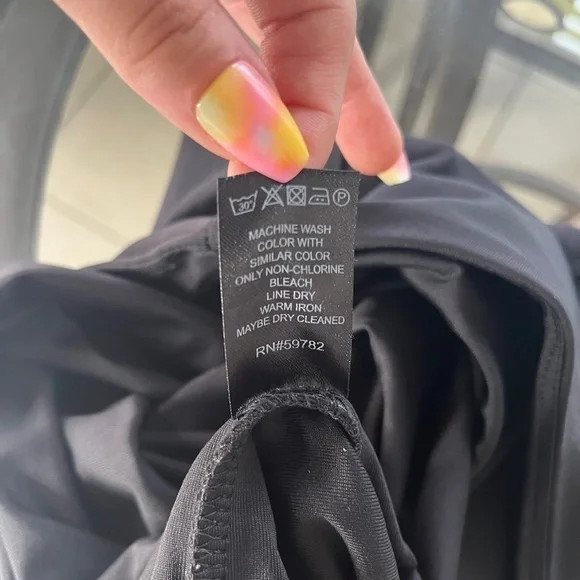 30°
P
MACHINE WASH
COLOR WITH
SIMILAR COLOR
ONLY NON-CHLORINE
BLEACH
LINE DRY
WARM IRON
MAYBE DRY CLEANED
RN#59782